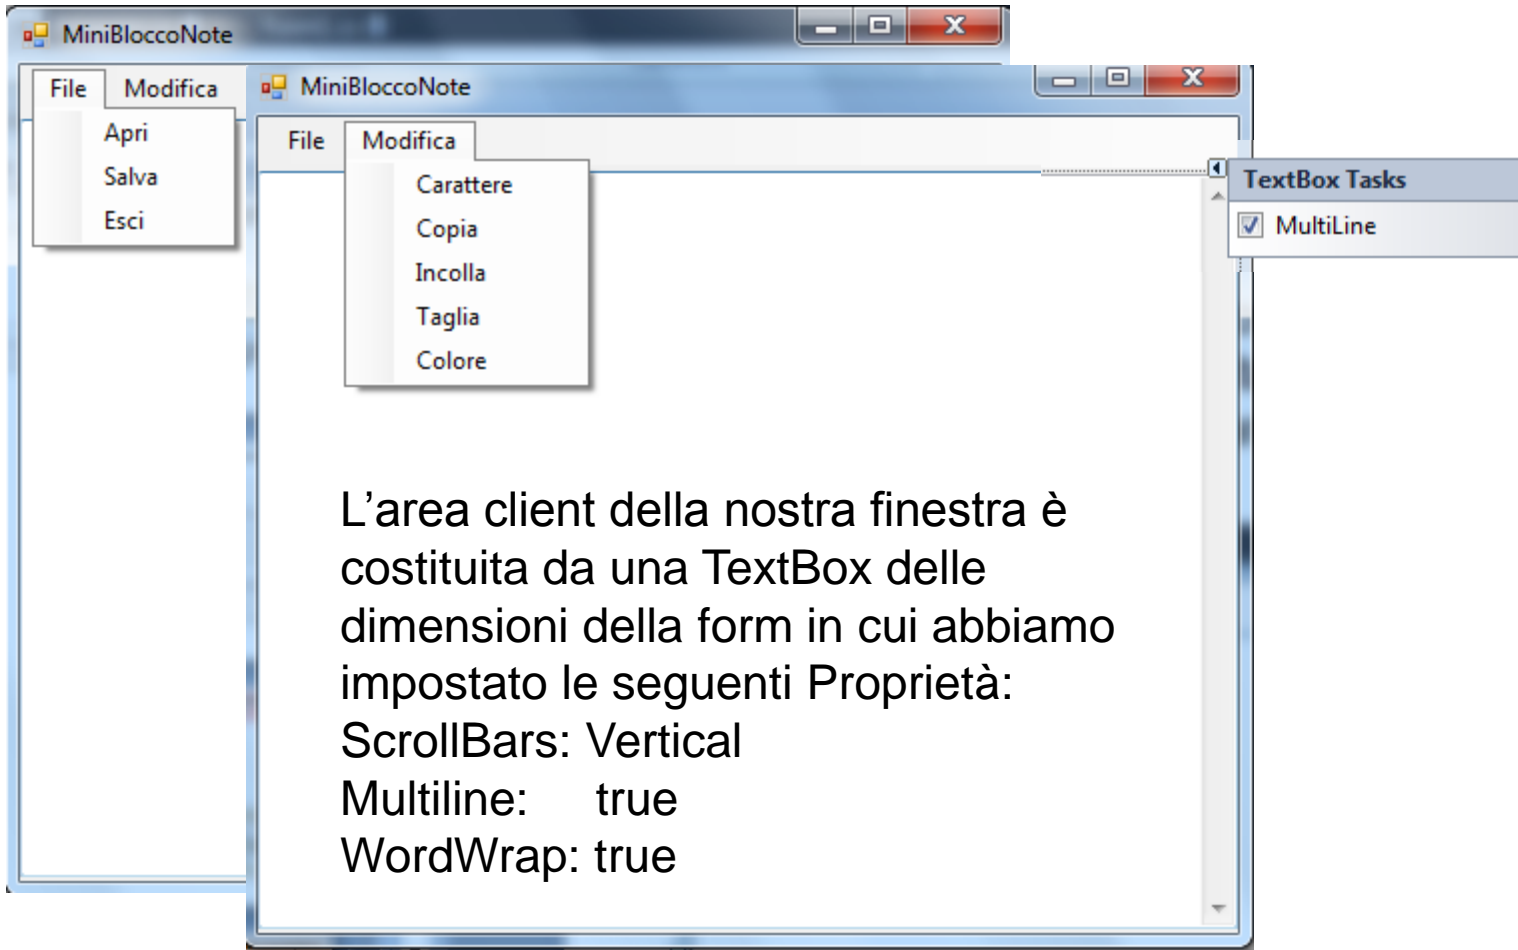 MiniBloccoNote
File Modifica
Apri
Salva
Esci
MiniBloccoNote
File Modifica
Carattere
Copia
Incolla
Taglia
Colore
TextBox Tasks
MultiLine
L’area client della nostra finestra è
costituita da una TextBox delle
dimensioni della form in cui abbiamo
impostato le seguenti Proprietà:
ScrollBars: Vertical
Multiline: true
WordWrap: true